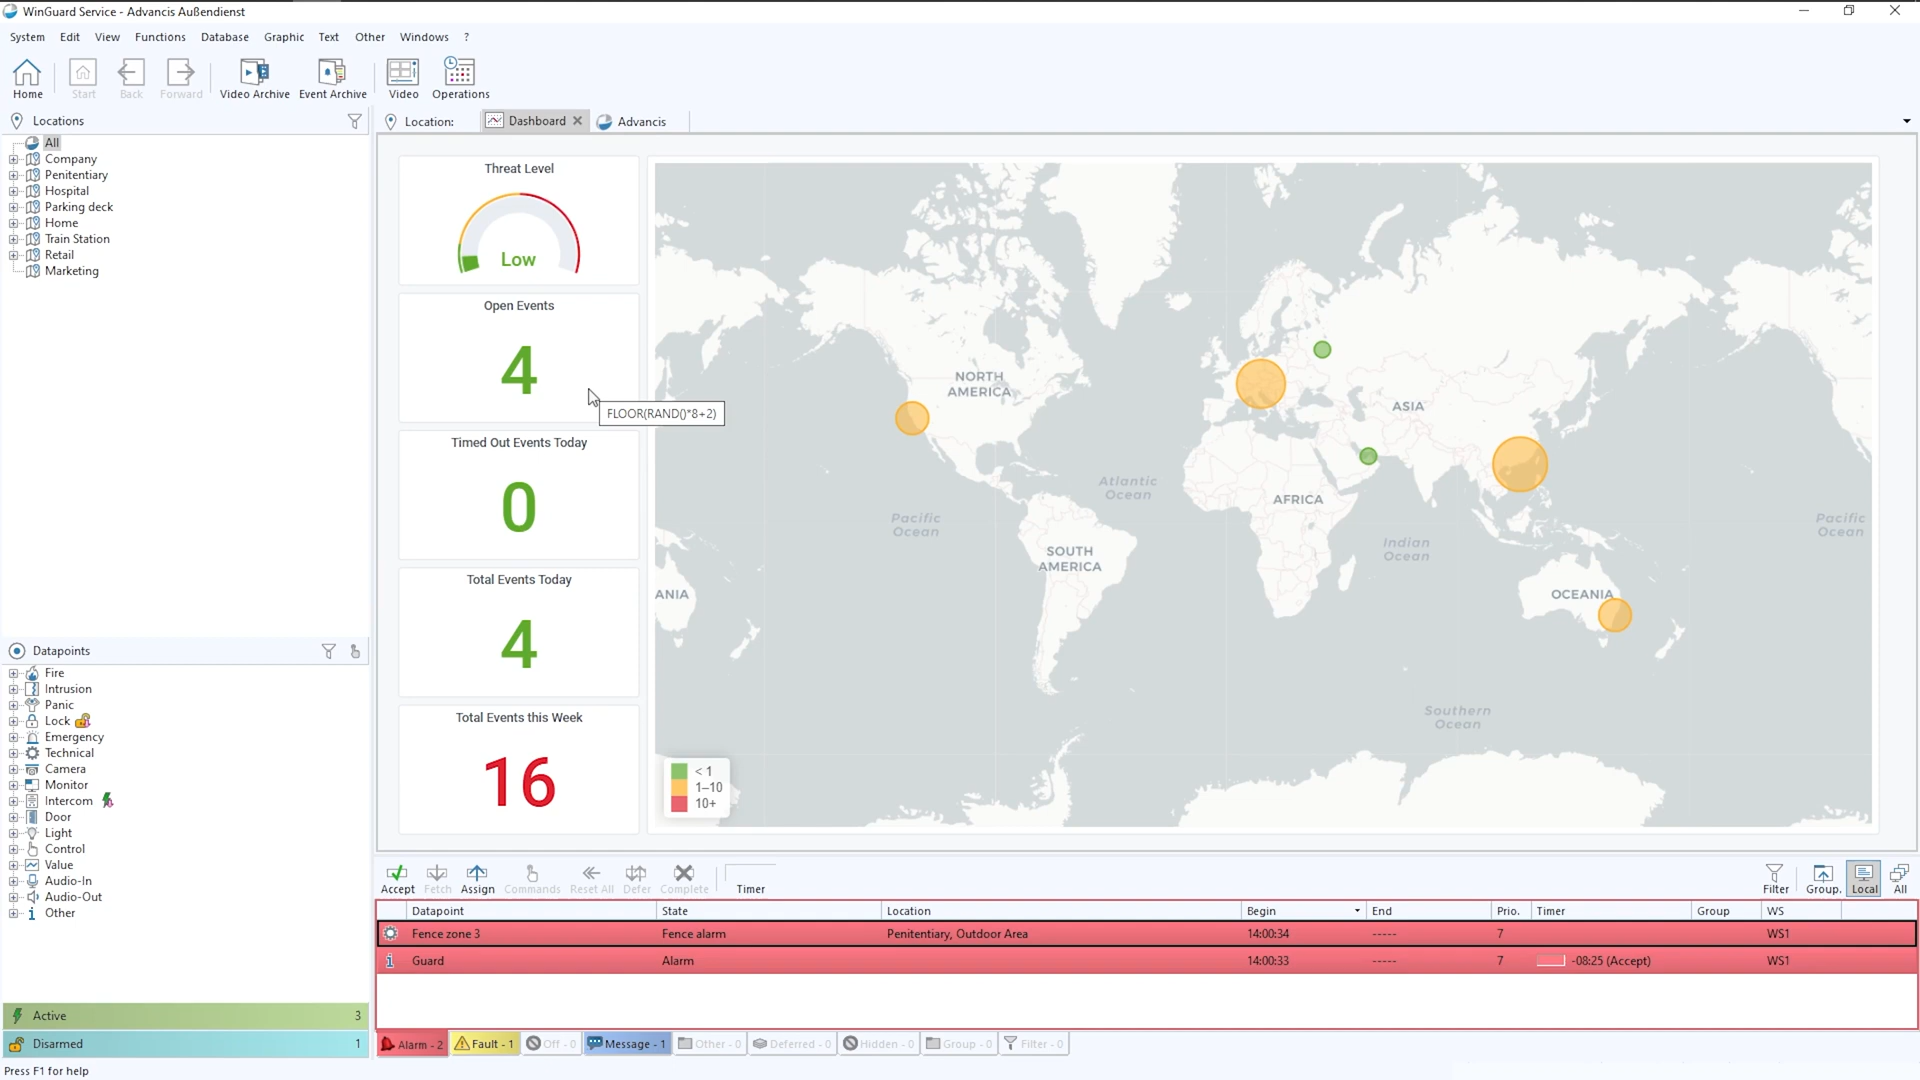 WinGuard Service - Advancis Außendienst
System Edit View Functions Database Graphic Text Other Windows ?
Home Start Back Forward Video Archive Event Archive Video Operations
Locations
All
Company
Penitentiary
Hospital
Parking deck
Home
Train Station
Retail
Marketing
Datapoints
Fire
Intrusion
Panic
Lock
Emergency
Technical
Camera
Monitor
Intercom
Door
Light
Control
Value
Audio-In
Audio-Out
Other
Active 3
Disarmed 1
Location: Dashboard Advancis
Threat Level
Low
Open Events
4
FLOOR(RAND()*8+2)
Timed Out Events Today
0
Total Events Today
4
Total Events this Week
16
NORTH
AMERICA
ASIA
Atlantic
Ocean
AFRICA
Pacific
Ocean
Pacific
Ocean
SOUTH
AMERICA
Indian
Ocean
ANIA
OCEANIA
Southern
Ocean
< 1
1–10
10+
Accept Fetch Assign Commands Reset All Defer Complete Timer Filter Group. Local All
Datapoint State Location Begin End Prio. Timer Group WS
Fence zone 3 Fence alarm Penitentiary, Outdoor Area 14:00:34 ----- 7 WS1
Guard Alarm 14:00:33 ----- 7 -08:25 (Accept) WS1
Alarm - 2 Fault - 1 Off - 0 Message - 1 Other - 0 Deferred - 0 Hidden - 0 Group - 0 Filter - 0
Press F1 for help